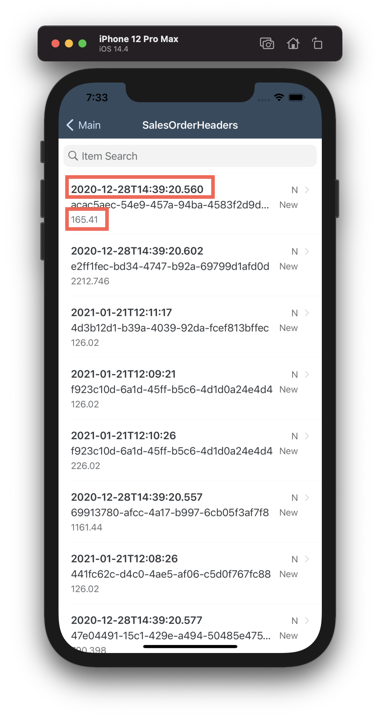 iPhone 12 Pro Max
iOS 14.4
7:33
Main SalesOrderHeaders
Item Search
2020-12-28T14:39:20.560 N
acac5aec-54e9-457a-94ba-4583f2d9d... New
165.41
2020-12-28T14:39:20.602 N
e2ff1fec-bd34-4747-b92a-69799d1afd0d New
2212.746
2021-01-21T12:11:17 N
4d3b12d1-b39a-4039-92da-fcef813bffec New
126.02
2021-01-21T12:09:21 N
f923c10d-6a1d-45ff-b5c6-4d1d0a24e4d4 New
126.02
2021-01-21T12:10:26 N
f923c10d-6a1d-45ff-b5c6-4d1d0a24e4d4 New
226.02
2020-12-28T14:39:20.557 N
69913780-afcc-4a17-b997-6cb05f3af7f8 New
1161.44
2021-01-21T12:08:26 N
441fc62c-d4c0-4ae5-af06-c5d0f767fc88 New
126.02
2020-12-28T14:39:20.577 N
47e04491-15c1-429e-a494-50485e475... New